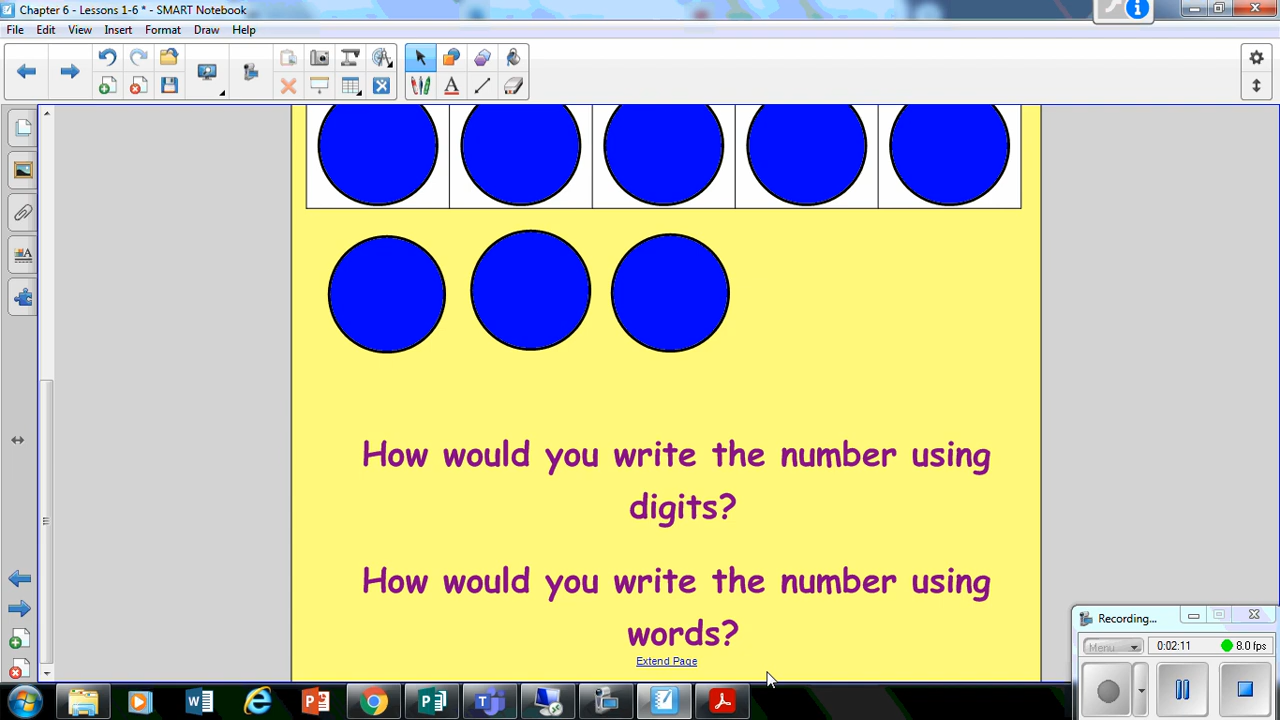 Chapter 6 - Lessons 1-6 * - SMART Notebook
File Edit View Insert Format Draw Help
How would you write the number using
digits?
How would you write the number using
words?
Extend Page
Recording...
Menu 0:02:11 8.0 fps